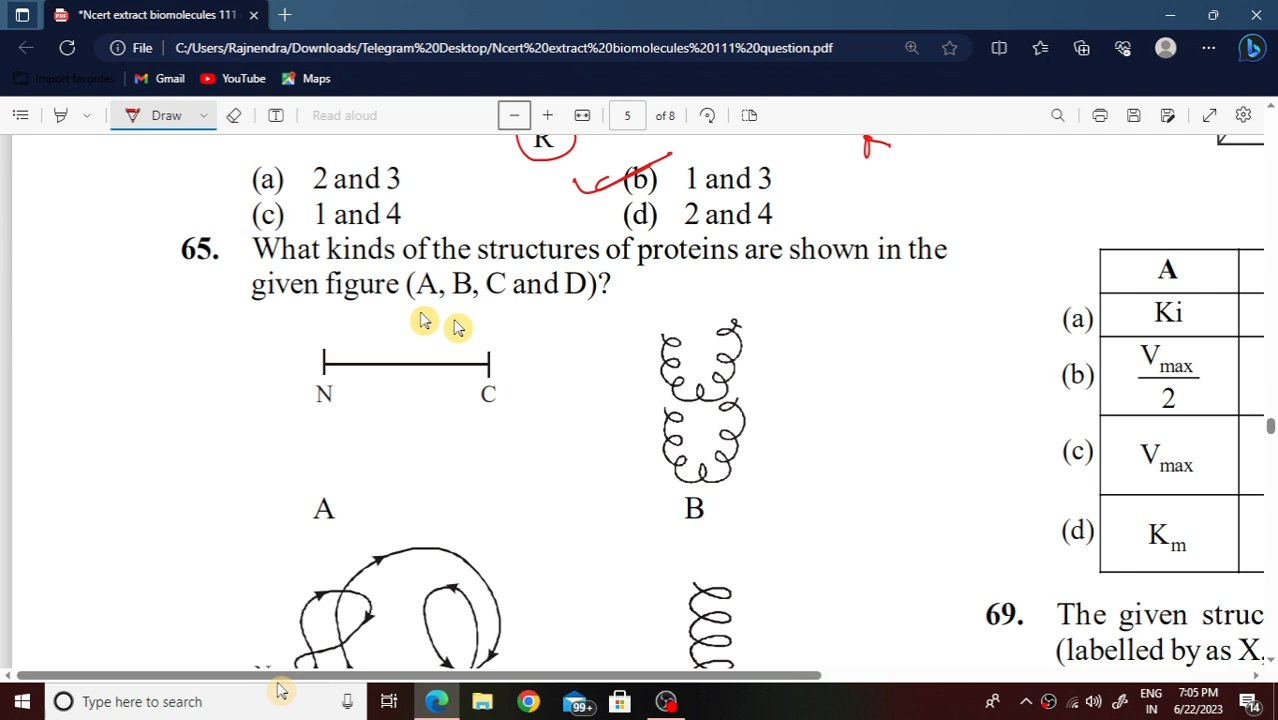 *Ncert extract biomolecules 111
File
C:/Users/Rajnendra/Downloads/Telegram%20Desktop/Ncert%20extract%20biomolecules%20111%20question.pdf
Import favorites
Gmail
YouTube
Maps
Draw
Read aloud
5
of 8
R
(a) 2 and 3
(b) 1 and 3
(c) 1 and 4
(d) 2 and 4
65. What kinds of the structures of proteins are shown in the
given figure (A, B, C and D)?
N
C
A
B
A
(a) Ki
(b) Vmax
2
(c) Vmax
(d) Km
69. The given struc
(labelled by as X,
Type here to search
99+
ENG
IN
7:05 PM
6/22/2023
14